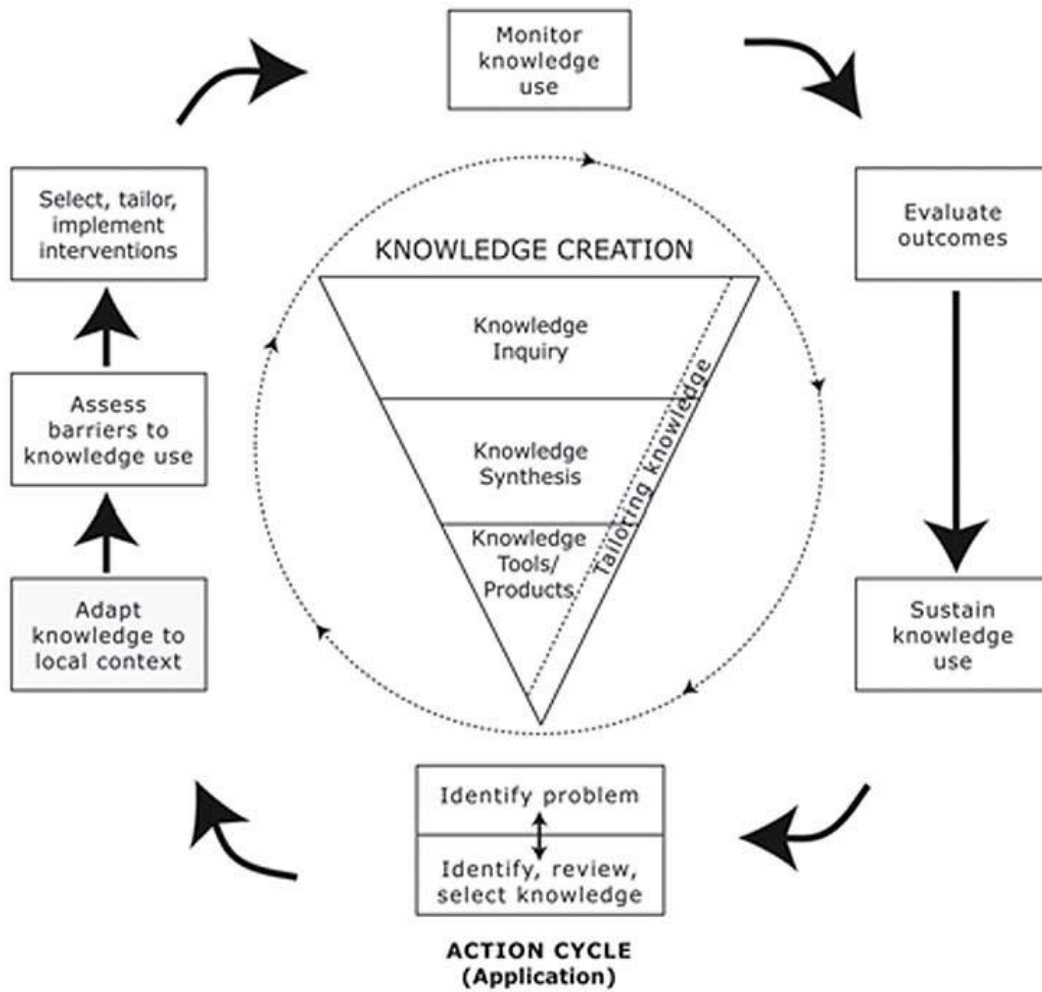 Monitor
knowledge
use
Select, tailor,
implement
interventions
Evaluate
outcomes
KNOWLEDGE CREATION
Knowledge
Inquiry
Assess
barriers to
knowledge use
Knowledge
Synthesis
Tailoring knowledge
Knowledge
Tools/
Products
Adapt
knowledge to
local context
Sustain
knowledge
use
Identify problem
Identify, review,
select knowledge
ACTION CYCLE
(Application)